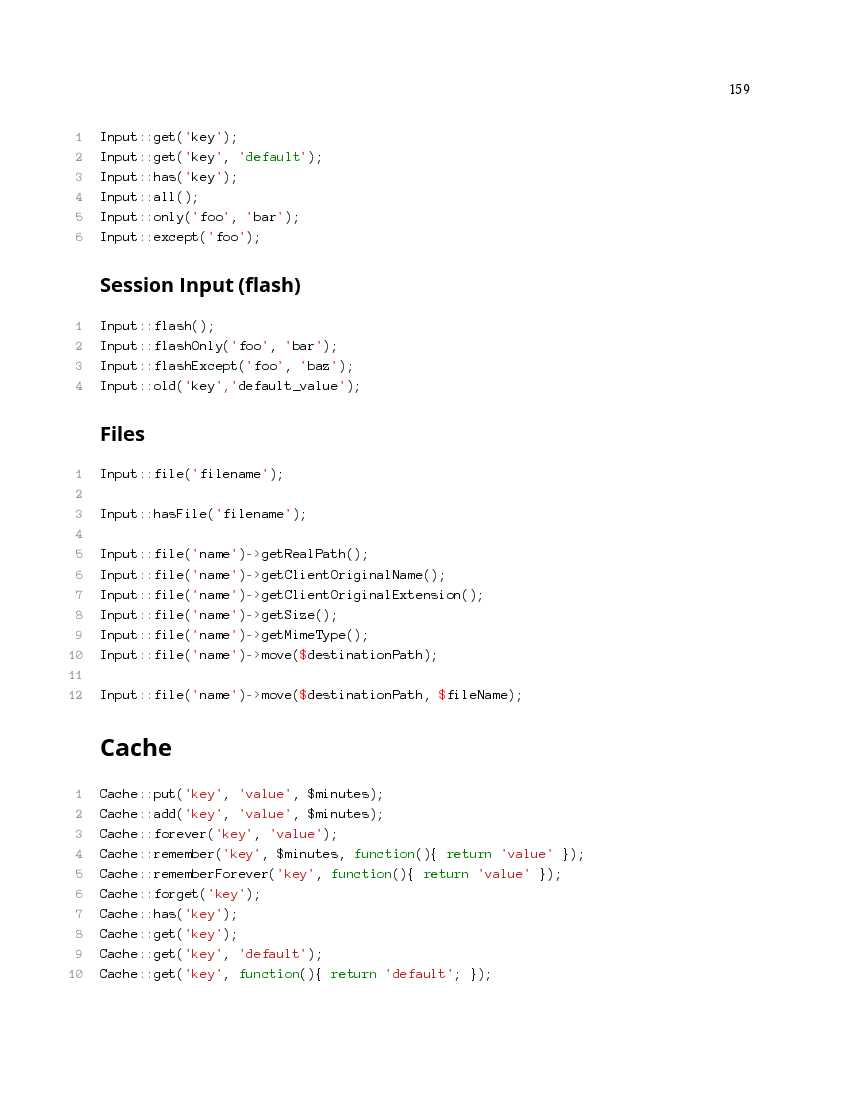 159
1 Input::get('key');
2 Input::get('key', 'default');
3 Input::has('key');
4 Input::all();
5 Input::only('foo', 'bar');
6 Input::except('foo');
Session Input (flash)
1 Input::flash();
2 Input::flashOnly('foo', 'bar');
3 Input::flashExcept('foo', 'baz');
4 Input::old('key','default_value');
Files
1 Input::file('filename');
2
3 Input::hasFile('filename');
4
5 Input::file('name')->getRealPath();
6 Input::file('name')->getClientOriginalName();
7 Input::file('name')->getClientOriginalExtension();
8 Input::file('name')->getSize();
9 Input::file('name')->getMimeType();
10 Input::file('name')->move($destinationPath);
11
12 Input::file('name')->move($destinationPath, $fileName);
Cache
1 Cache::put('key', 'value', $minutes);
2 Cache::add('key', 'value', $minutes);
3 Cache::forever('key', 'value');
4 Cache::remember('key', $minutes, function(){ return 'value' });
5 Cache::rememberForever('key', function(){ return 'value' });
6 Cache::forget('key');
7 Cache::has('key');
8 Cache::get('key');
9 Cache::get('key', 'default');
10 Cache::get('key', function(){ return 'default'; });